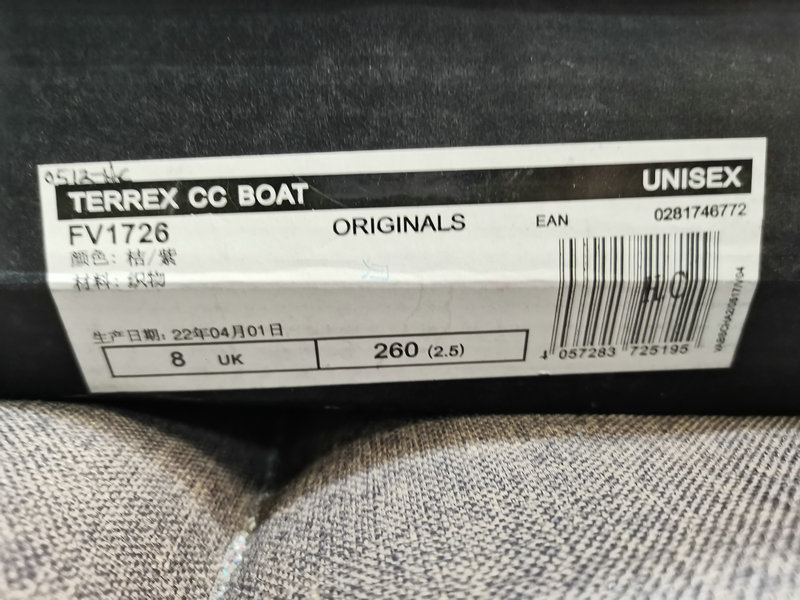 0512-NC
TERREX CC BOAT
UNISEX
FV1726
ORIGINALS
EAN
0281746772
颜色: 桔/紫
材料: 织物
生产日期: 22年04月01日
8 UK
260 (2.5)
4 057283 725195